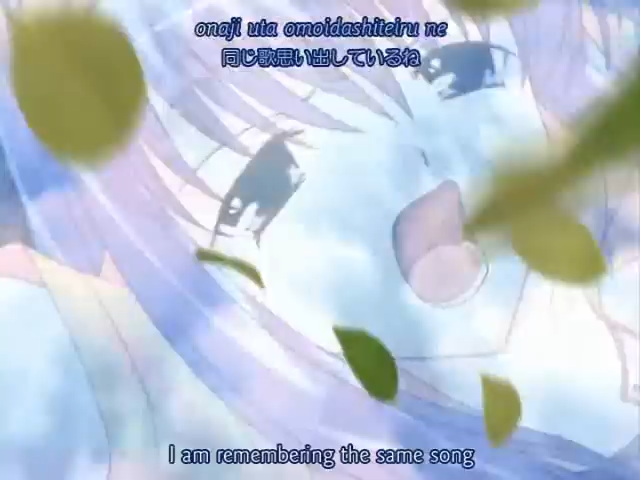 onaji uta omoidashiteiru ne
同じ歌思い出しているね
I am remembering the same song